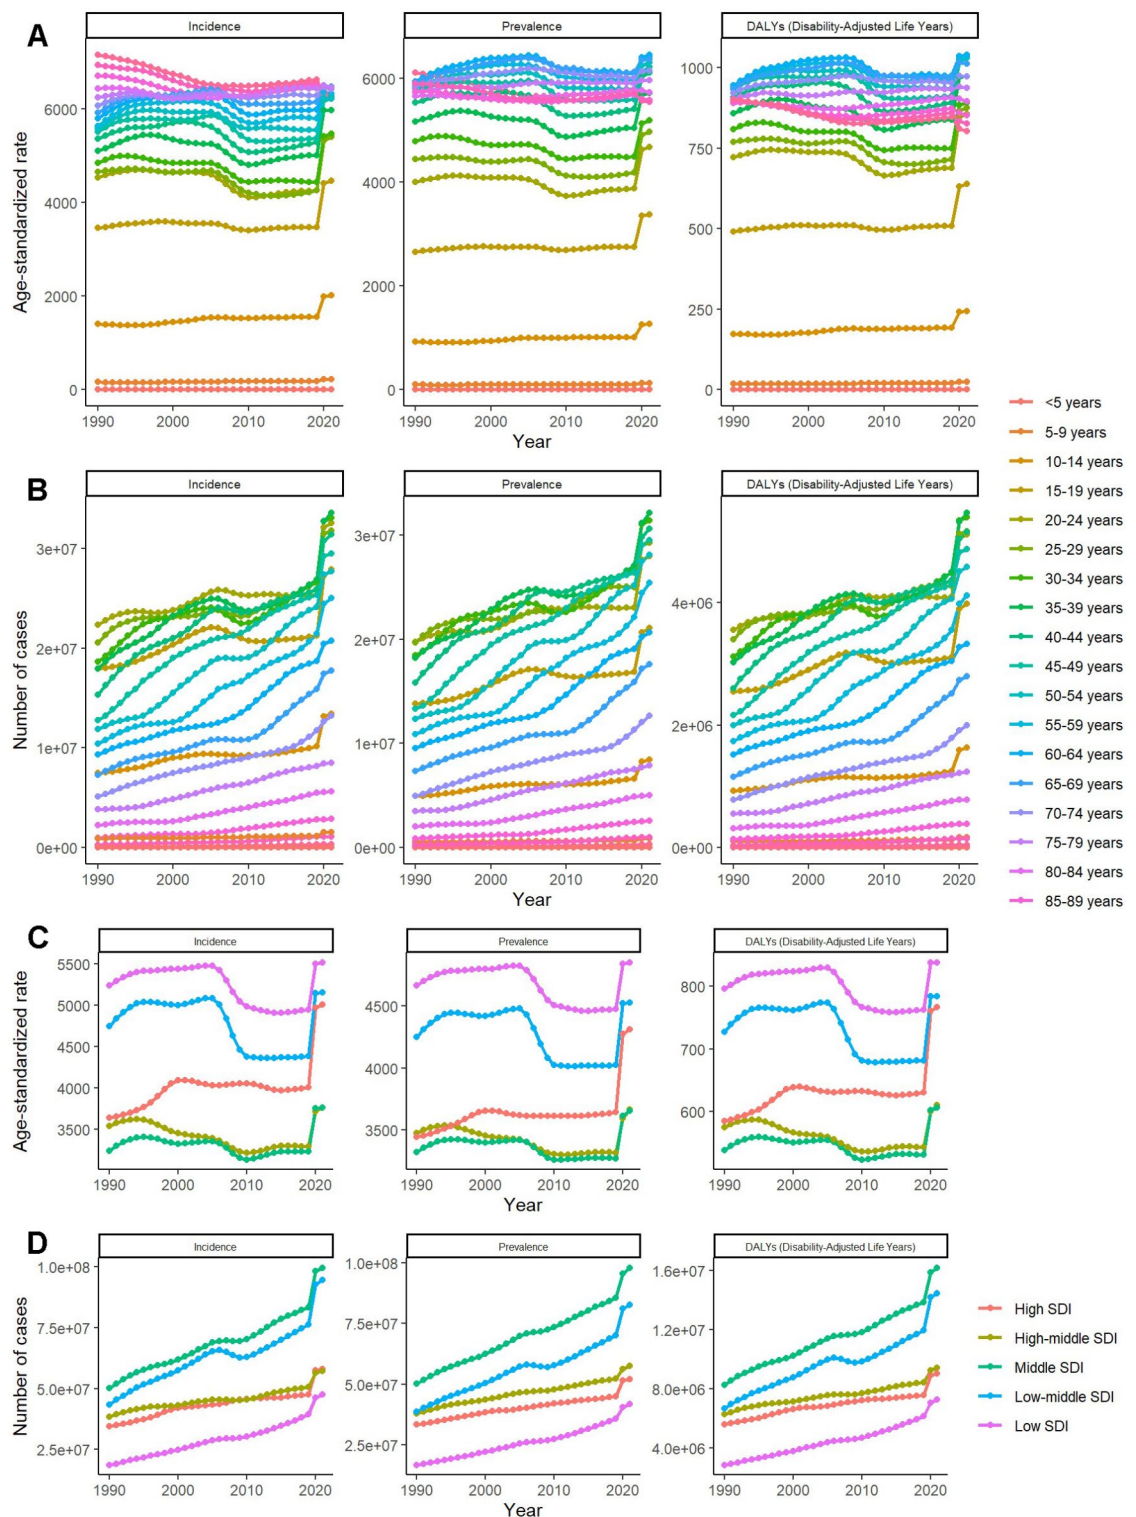 A
Incidence
Prevalence
DALYs (Disability-Adjusted Life Years)
Age-standardized rate
6000
4000
2000
0
6000
4000
2000
0
1000
750
500
250
0
1990 2000 2010 2020
1990 2000 2010 2020
1990 2000 2010 2020
Year
B
Incidence
Prevalence
DALYs (Disability-Adjusted Life Years)
Number of cases
3e+07
2e+07
1e+07
0e+00
3e+07
2e+07
1e+07
0e+00
4e+06
2e+06
0e+00
1990 2000 2010 2020
1990 2000 2010 2020
1990 2000 2010 2020
Year
<5 years
5-9 years
10-14 years
15-19 years
20-24 years
25-29 years
30-34 years
35-39 years
40-44 years
45-49 years
50-54 years
55-59 years
60-64 years
65-69 years
70-74 years
75-79 years
80-84 years
85-89 years
C
Incidence
Prevalence
DALYs (Disability-Adjusted Life Years)
Age-standardized rate
5500
5000
4500
4000
3500
4500
4000
3500
800
700
600
1990 2000 2010 2020
1990 2000 2010 2020
1990 2000 2010 2020
Year
D
Incidence
Prevalence
DALYs (Disability-Adjusted Life Years)
Number of cases
1.0e+08
7.5e+07
5.0e+07
2.5e+07
1.0e+08
7.5e+07
5.0e+07
2.5e+07
1.6e+07
1.2e+07
8.0e+06
4.0e+06
1990 2000 2010 2020
1990 2000 2010 2020
1990 2000 2010 2020
Year
High SDI
High-middle SDI
Middle SDI
Low-middle SDI
Low SDI